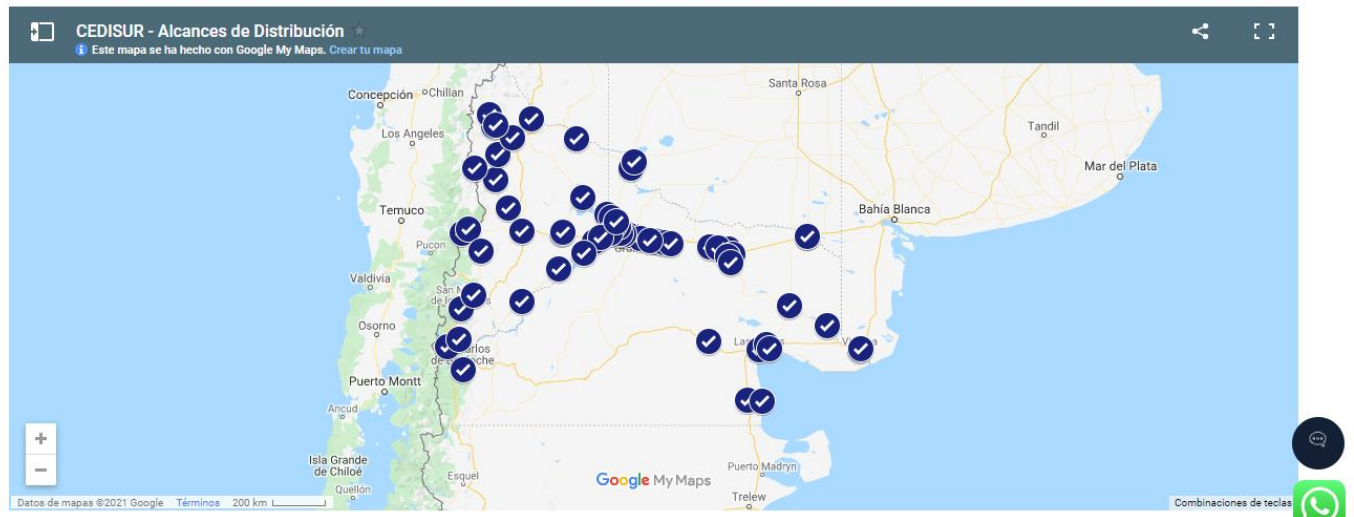 CEDISUR - Alcances de Distribución
Este mapa se ha hecho con Google My Maps. Crear tu mapa
Santa Rosa
Concepción
Chillan
Los Angeles
Tandil
Mar del Plata
Temuco
Bahía Blanca
Pucon
Valdivia
Osorno
Puerto Montt
Ancud
Isla Grande
de Chiloé
Quellón
Esquel
Puerto Madryn
Trelew
Google My Maps
Datos de mapas ©2021 Google Términos 200 km
Combinaciones de teclas